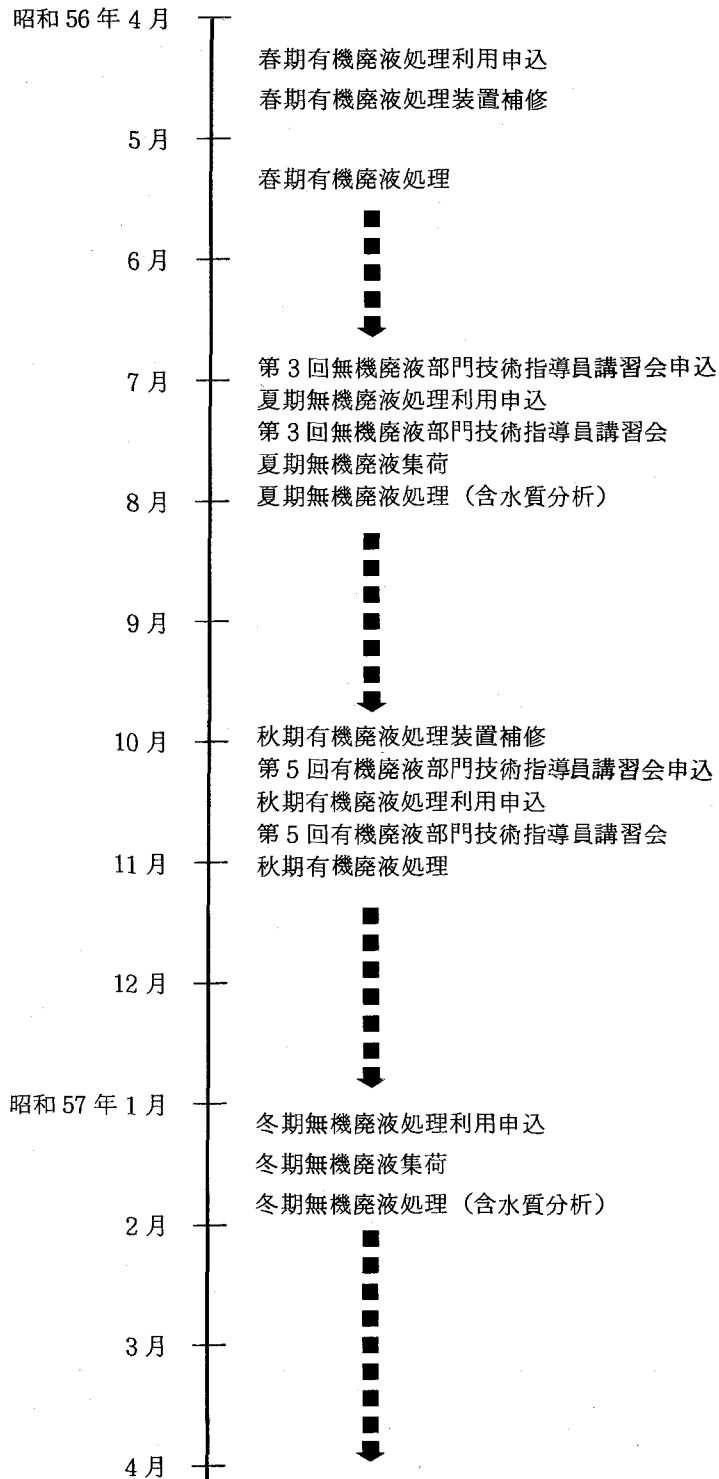 昭和56年4月
春期有機廃液処理利用申込
春期有機廃液処理装置補修
5月
春期有機廃液処理
6月
第3回無機廃液部門技術指導員講習会申込
7月
夏期無機廃液処理利用申込
第3回無機廃液部門技術指導員講習会
夏期無機廃液集荷
8月
夏期無機廃液処理（含水質分析）
9月
10月
秋期有機廃液処理装置補修
第5回有機廃液部門技術指導員講習会申込
秋期有機廃液処理利用申込
第5回有機廃液部門技術指導員講習会
11月
秋期有機廃液処理
12月
昭和57年1月
冬期無機廃液処理利用申込
冬期無機廃液集荷
冬期無機廃液処理（含水質分析）
2月
3月
4月